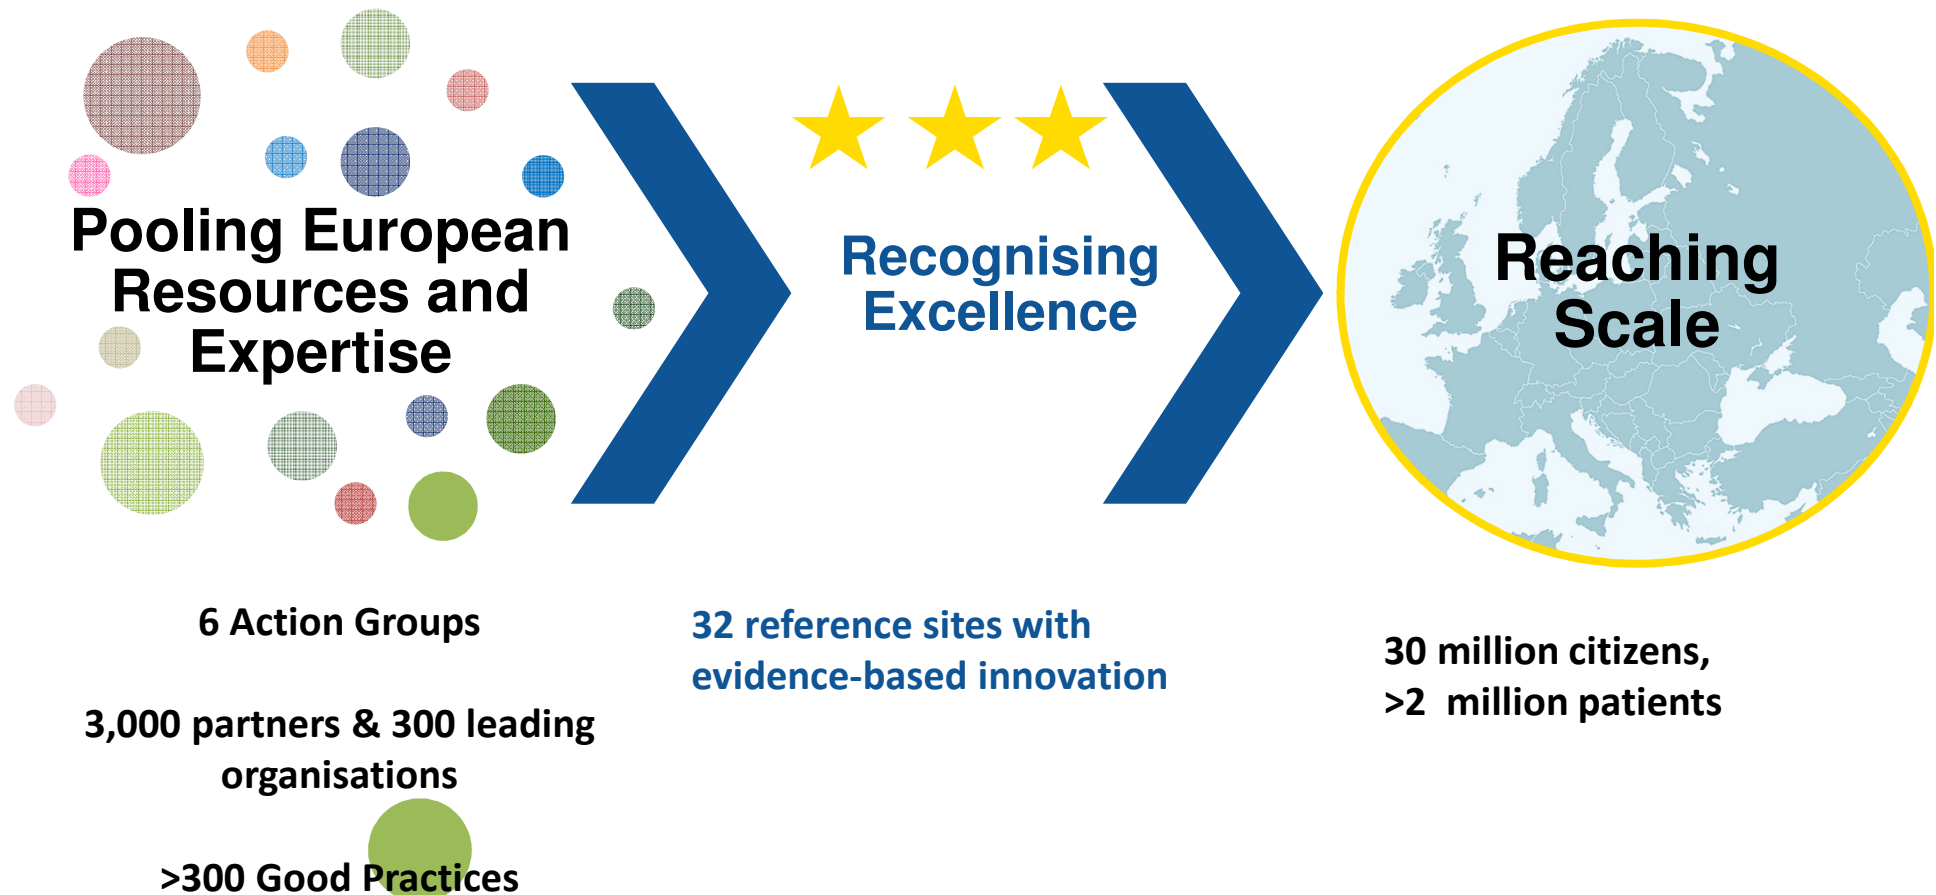 Pooling European
Resources and
Expertise
Recognising
Excellence
Reaching
Scale
6 Action Groups
3,000 partners & 300 leading
organisations
>300 Good Practices
32 reference sites with
evidence-based innovation
30 million citizens,
>2  million patients